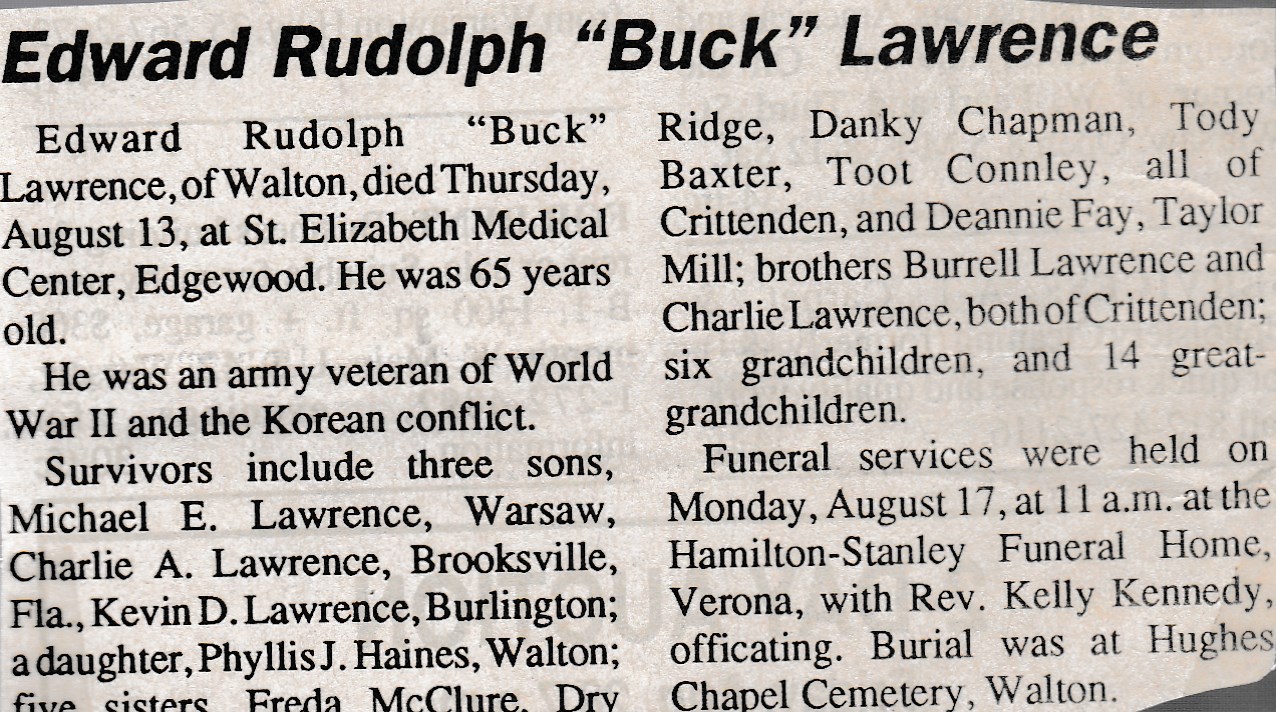 Edward Rudolph “Buck” Lawrence
Edward Rudolph “Buck”
Lawrence, of Walton, died Thursday,
August 13, at St. Elizabeth Medical
Center, Edgewood. He was 65 years
old.
He was an army veteran of World
War II and the Korean conflict.
Survivors include three sons,
Michael E. Lawrence, Warsaw,
Charlie A. Lawrence, Brooksville,
Fla., Kevin D. Lawrence, Burlington;
a daughter, Phyllis J. Haines, Walton;
five sisters Freda McClure, Dry
Ridge, Danky Chapman, Tody
Baxter, Toot Connley, all of
Crittenden, and Deannie Fay, Taylor
Mill; brothers Burrell Lawrence and
Charlie Lawrence, both of Crittenden;
six grandchildren, and 14 great-
grandchildren.
Funeral services were held on
Monday, August 17, at 11 a.m. at the
Hamilton-Stanley Funeral Home,
Verona, with Rev. Kelly Kennedy,
officating. Burial was at Hughes
Chapel Cemetery, Walton.